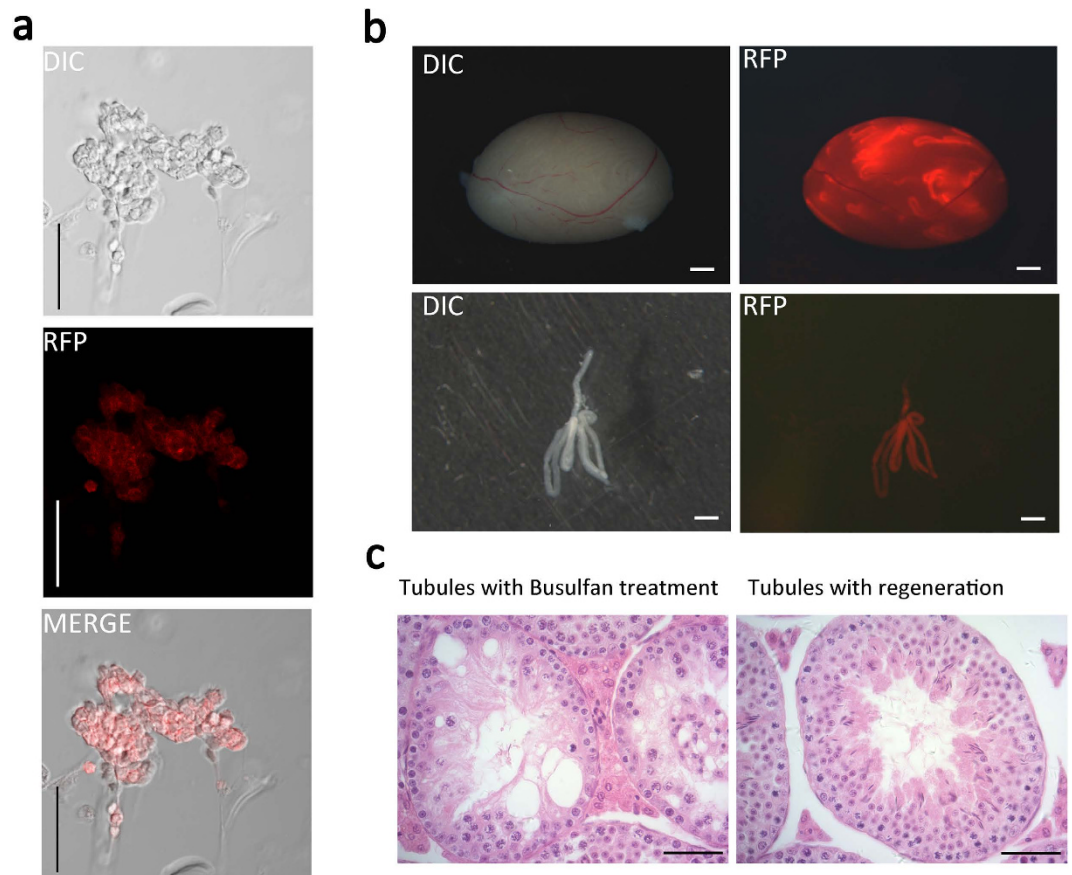 a
DIC
RFP
MERGE
b
DIC
RFP
DIC
RFP
c
Tubules with Busulfan treatment
Tubules with regeneration